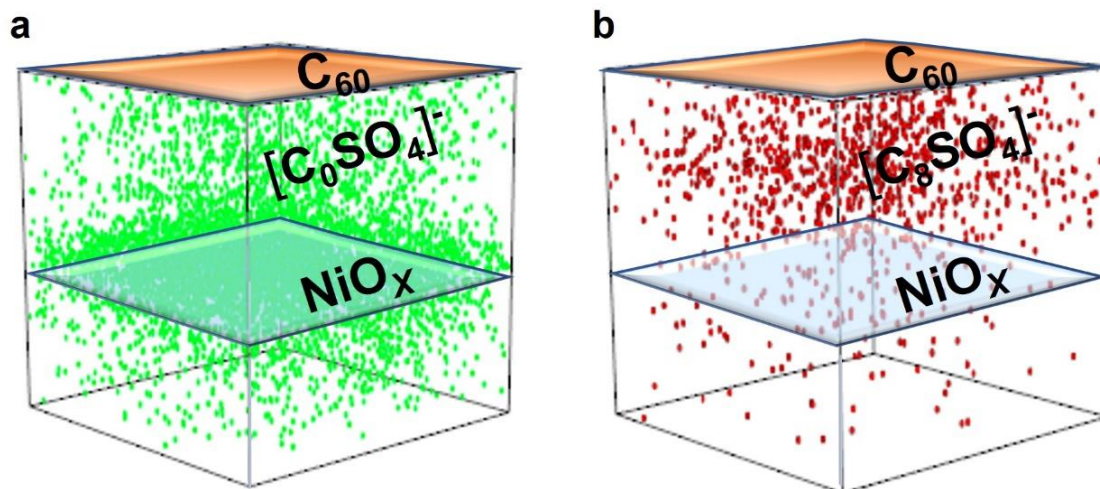 a
C₆₀
[C₀SO₄]⁻
NiOₓ
b
C₆₀
[C₈SO₄]⁻
NiOₓ